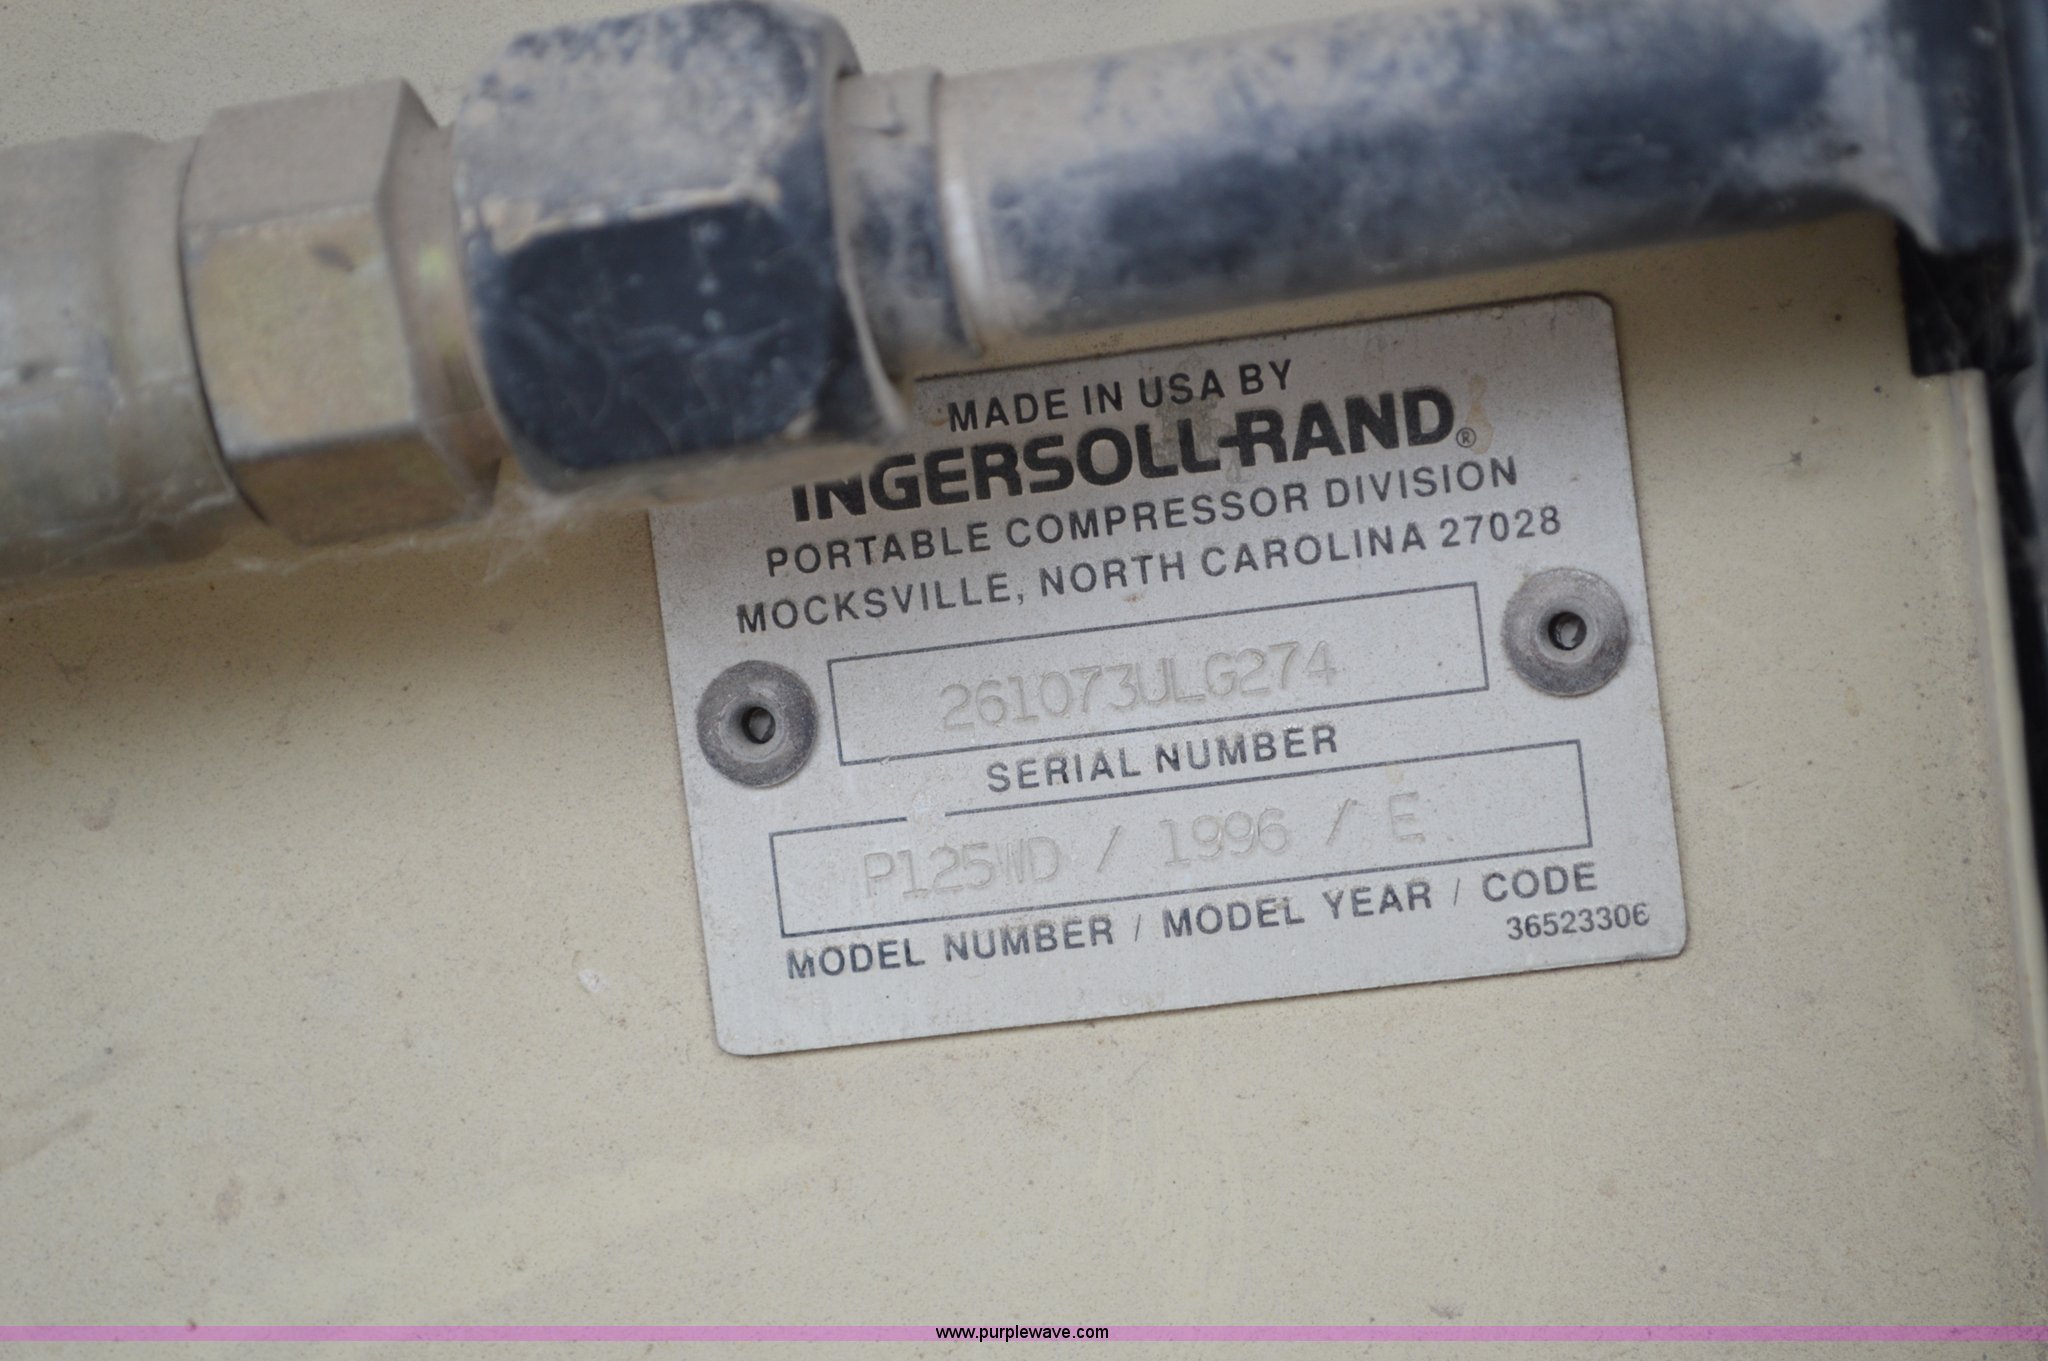 MADE IN USA BY
INGERSOLL-RAND®
PORTABLE COMPRESSOR DIVISION
MOCKSVILLE, NORTH CAROLINA 27028
261073ULG274
SERIAL NUMBER
P125WD / 1996 / E
MODEL NUMBER / MODEL YEAR / CODE
36523306
www.purplewave.com